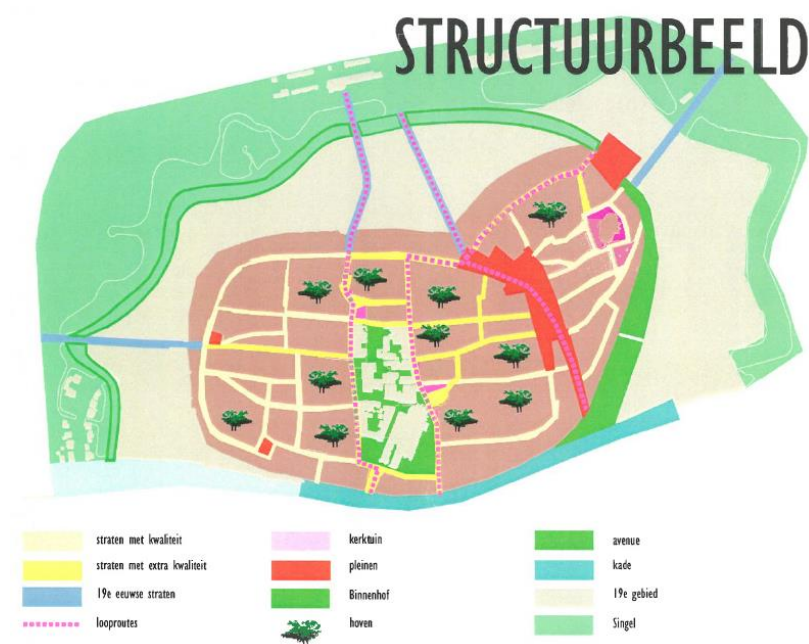 STRUCTUURBEELD
straten met kwaliteit
straten met extra kwaliteit
19e eeuwse straten
looproutes
kerktuin
pleinen
Binnenhof
hoven
avenue
kade
19e gebied
Singel